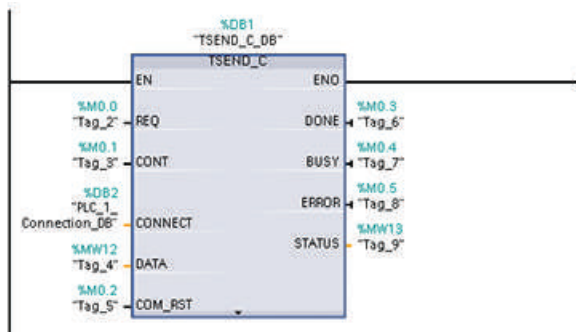 %DB1
"TSEND_C_DB"
TSEND_C
EN ENO
%M0.0
"Tag_2" REQ
%M0.3
DONE "Tag_6"
%M0.1
"Tag_3" CONT
%M0.4
BUSY "Tag_7"
%DB2
"PLC_1_
Connection_DB" CONNECT
%M0.5
ERROR "Tag_8"
%MW13
STATUS "Tag_9"
%MW12
"Tag_4" DATA
%M0.2
"Tag_5" COM_RST